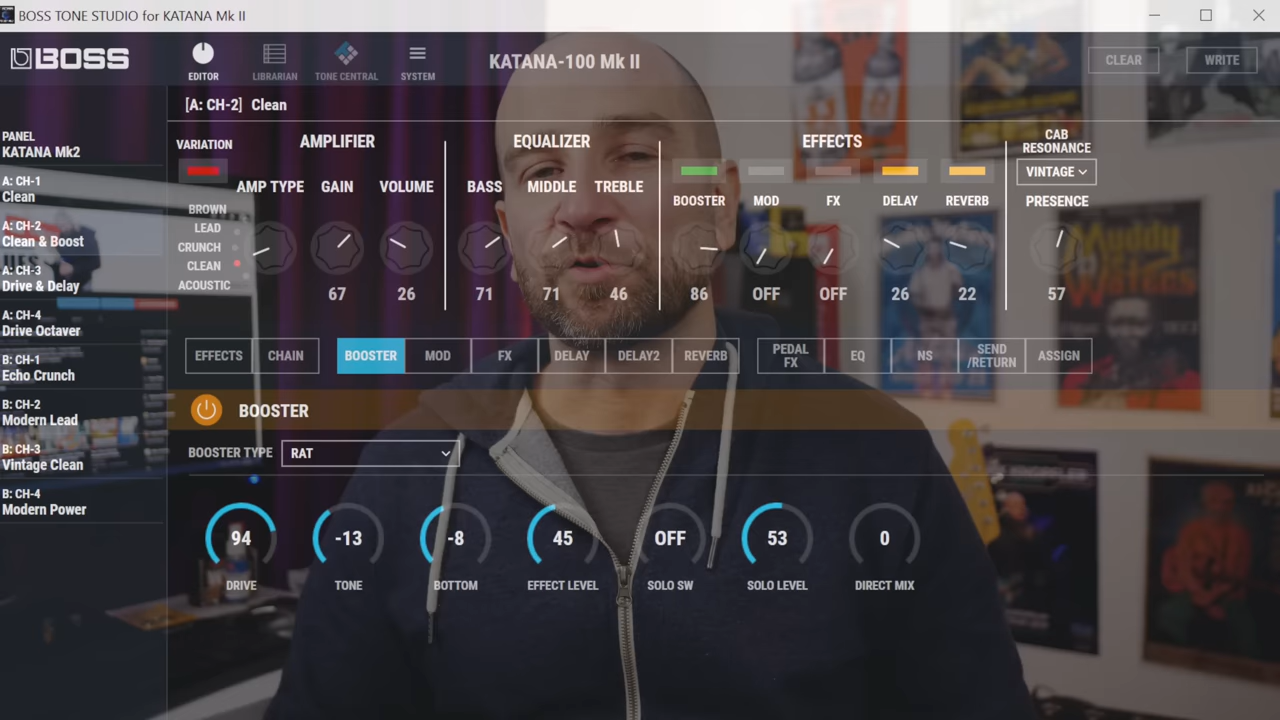 BOSS TONE STUDIO for KATANA Mk II
BOSS
EDITOR
LIBRARIAN
TONE CENTRAL
SYSTEM
KATANA-100 Mk II
CLEAR
WRITE
[A: CH-2] Clean
PANEL
KATANA Mk2
A: CH-1
Clean
A: CH-2
Clean & Boost
A: CH-3
Drive & Delay
A: CH-4
Drive Octaver
B: CH-1
Echo Crunch
B: CH-2
Modern Lead
B: CH-3
Vintage Clean
B: CH-4
Modern Power
VARIATION
AMPLIFIER
EQUALIZER
EFFECTS
CAB
RESONANCE
VINTAGE
AMP TYPE
GAIN
VOLUME
BASS
MIDDLE
TREBLE
BOOSTER
MOD
FX
DELAY
REVERB
PRESENCE
BROWN
LEAD
CRUNCH
CLEAN
ACOUSTIC
67
26
71
71
46
86
OFF
OFF
26
22
57
EFFECTS
CHAIN
BOOSTER
MOD
FX
DELAY
DELAY2
REVERB
PEDAL
FX
EQ
NS
SEND
/RETURN
ASSIGN
BOOSTER
BOOSTER TYPE
RAT
94
-13
-8
45
OFF
53
0
DRIVE
TONE
BOTTOM
EFFECT LEVEL
SOLO SW
SOLO LEVEL
DIRECT MIX
Muddy
Waters